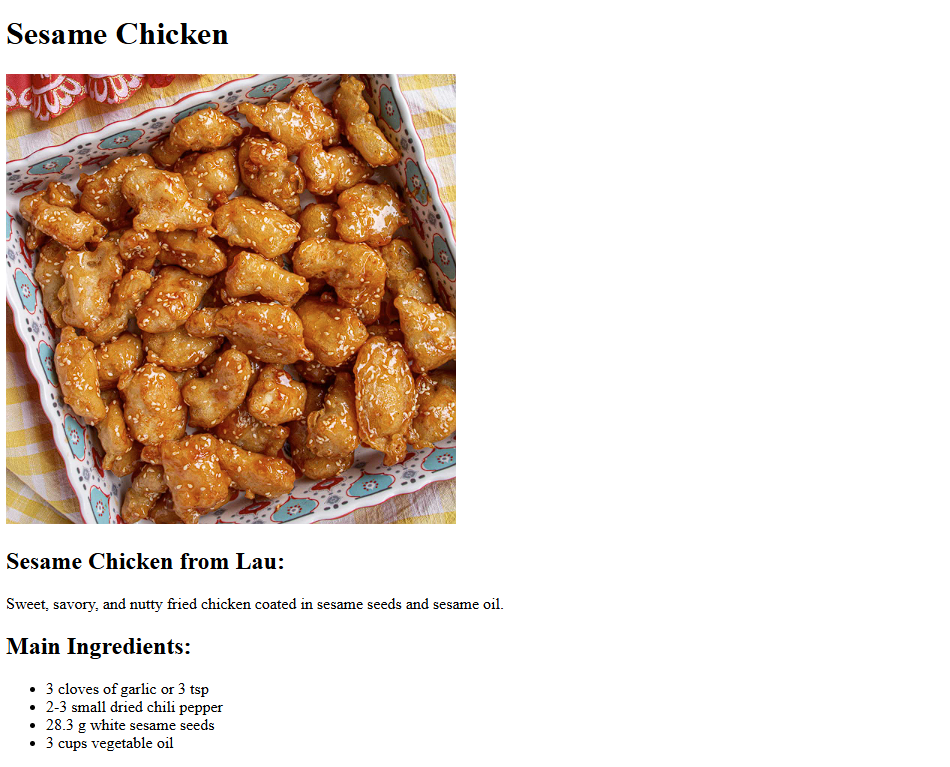 Sesame Chicken
Sesame Chicken from Lau:
Sweet, savory, and nutty fried chicken coated in sesame seeds and sesame oil.
Main Ingredients:
3 cloves of garlic or 3 tsp
2-3 small dried chili pepper
28.3 g white sesame seeds
3 cups vegetable oil